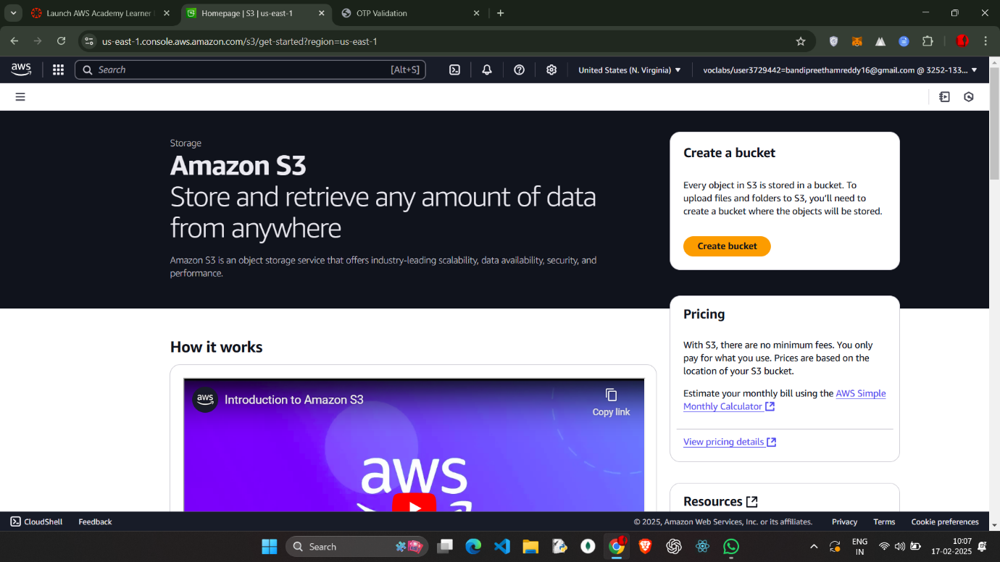 Launch AWS Academy Learner
Homepage | S3 | us-east-1
OTP Validation
us-east-1.console.aws.amazon.com/s3/get-started?region=us-east-1
aws
Search
[Alt+S]
United States (N. Virginia)
voclabs/user3729442=bandipreethamreddy16@gmail.com @ 3252-133...
Storage
Amazon S3
Store and retrieve any amount of data
from anywhere
Amazon S3 is an object storage service that offers industry-leading scalability, data availability, security, and
performance.
Create a bucket
Every object in S3 is stored in a bucket. To
upload files and folders to S3, you’ll need to
create a bucket where the objects will be stored.
Create bucket
Pricing
With S3, there are no minimum fees. You only
pay for what you use. Prices are based on the
location of your S3 bucket.
Estimate your monthly bill using the AWS Simple
Monthly Calculator
View pricing details
Resources
How it works
aws
Introduction to Amazon S3
Copy link
aws
CloudShell
Feedback
© 2025, Amazon Web Services, Inc. or its affiliates.
Privacy
Terms
Cookie preferences
Search
ENG
IN
10:07
17-02-2025